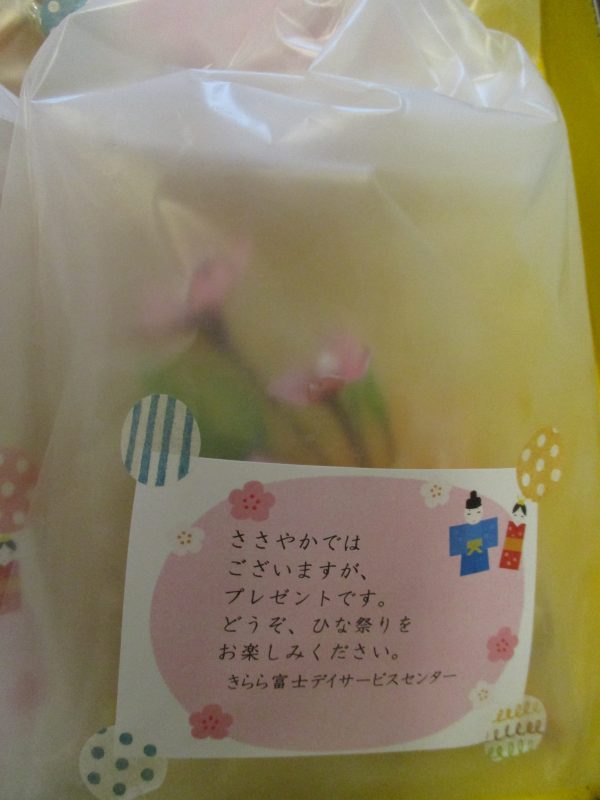 ささやかでは
ございますが、
プレゼントです。
どうぞ、ひな祭りを
お楽しみください。
きらら富士デイサービスセンター